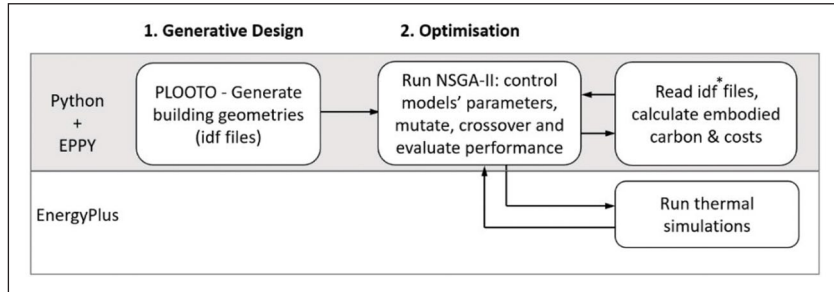 1. Generative Design
2. Optimisation
Python
+
EPPY
PLOOTO - Generate
building geometries
(idf files)
Run NSGA-II: control
models' parameters,
mutate, crossover and
evaluate performance
Read idf* files,
calculate embodied
carbon & costs
EnergyPlus
Run thermal
simulations